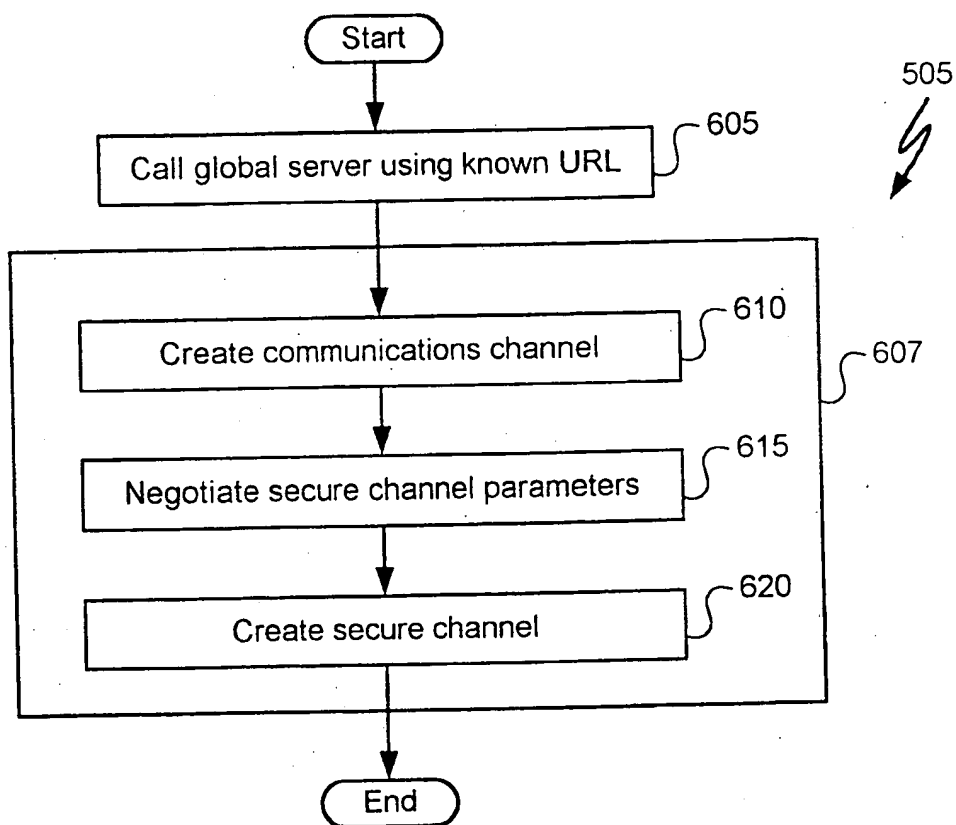 Start
505
605
Call global server using known URL
610
Create communications channel
607
615
Negotiate secure channel parameters
620
Create secure channel
End